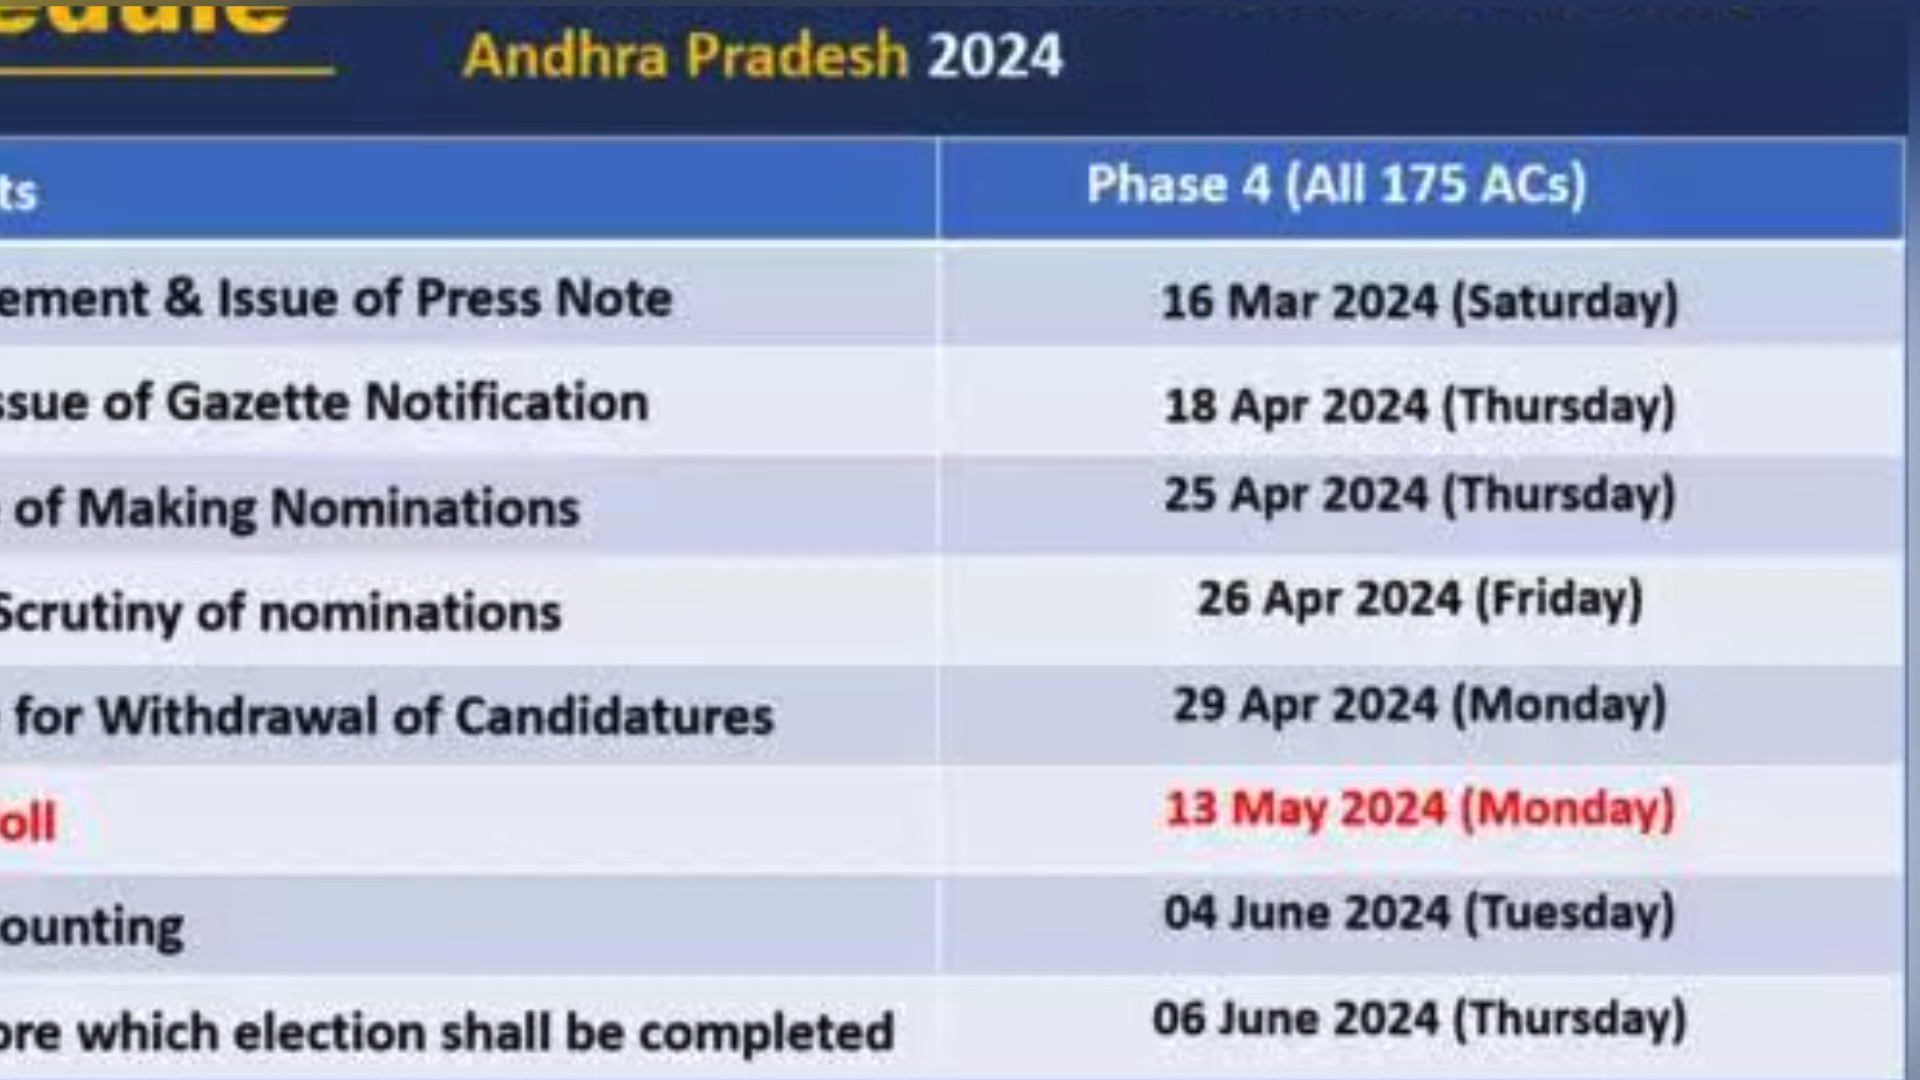 edule
Andhra Pradesh 2024
ts
Phase 4 (All 175 ACs)
ement & Issue of Press Note
16 Mar 2024 (Saturday)
ssue of Gazette Notification
18 Apr 2024 (Thursday)
of Making Nominations
25 Apr 2024 (Thursday)
Scrutiny of nominations
26 Apr 2024 (Friday)
for Withdrawal of Candidatures
29 Apr 2024 (Monday)
oll
13 May 2024 (Monday)
ounting
04 June 2024 (Tuesday)
ore which election shall be completed
06 June 2024 (Thursday)